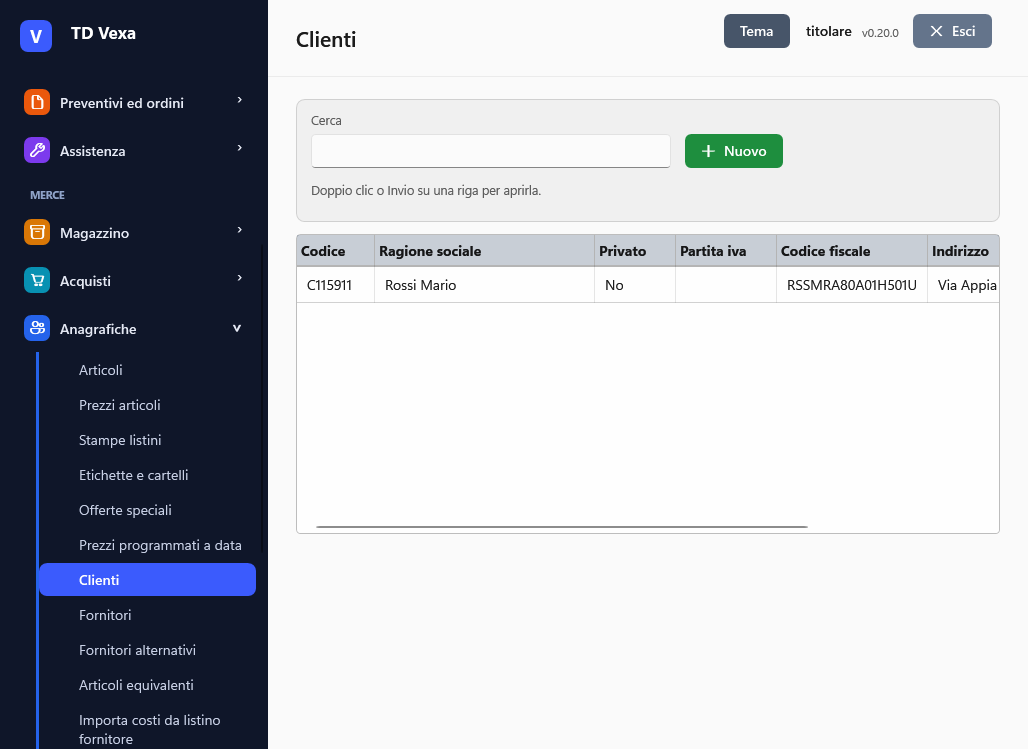 V TD Vexa
Preventivi ed ordini
Assistenza
MERCE
Magazzino
Acquisti
Anagrafiche
Articoli
Prezzi articoli
Stampe listini
Etichette e cartelli
Offerte speciali
Prezzi programmati a data
Clienti
Fornitori
Fornitori alternativi
Articoli equivalenti
Importa costi da listino
fornitore
Clienti
Tema titolare v0.20.0 Esci
Cerca
Nuovo
Doppio clic o Invio su una riga per aprirla.
Codice Ragione sociale Privato Partita iva Codice fiscale Indirizzo
C115911 Rossi Mario No RSSMRA80A01H501U Via Appia